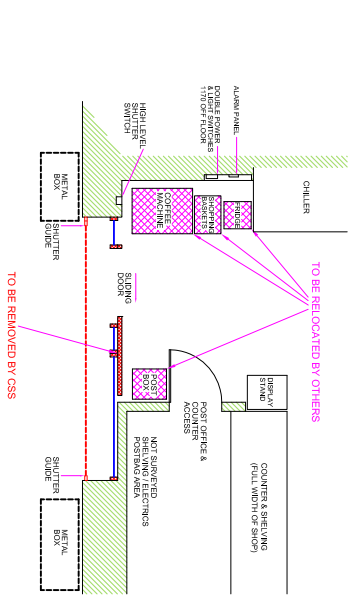 CHILLER
ALARM PANEL
DOUBLE POWER
& LIGHT SWITCHES
1170 OFF FLOOR
HIGH LEVEL
SHUTTER
SWITCH
FRIDGE
SHOPPING
BASKETS
COFFEE
MACHINE
METAL
BOX
SHUTTER
GUIDE
SLIDING
DOOR
TO BE RELOCATED BY OTHERS
TO BE REMOVED BY CSS
POST
BOX
DISPLAY
STAND
POST OFFICE &
COUNTER
ACCESS
COUNTER & SHELVING
(FULL WIDTH OF SHOP)
NOT SURVEYED
SHELVING / ELECTRICS
POSTBAG AREA
SHUTTER
GUIDE
METAL
BOX